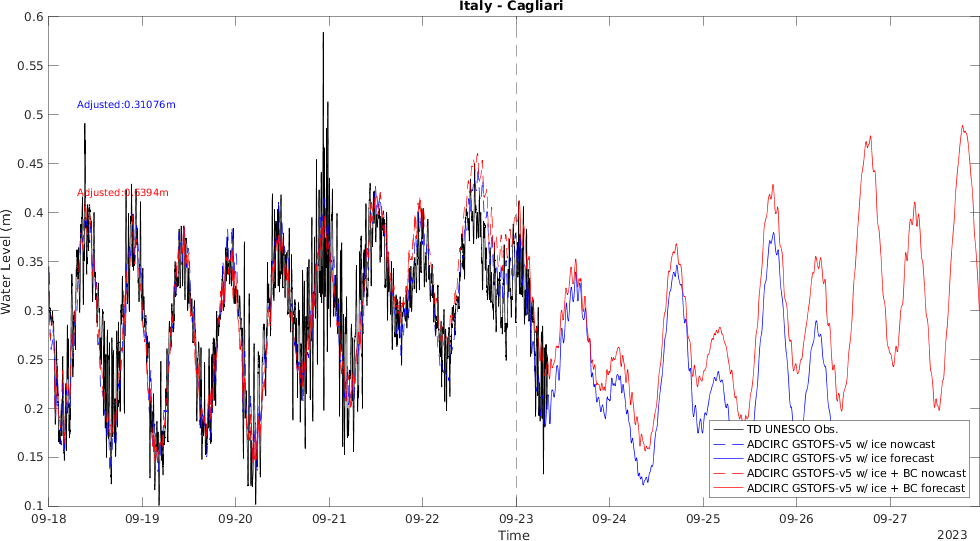 Italy - Cagliari
0.6
0.55
0.5
0.45
0.4
0.35
0.3
0.25
0.2
0.15
0.1
Water Level (m)
Adjusted:0.31076m
TD UNESCO Obs.
ADCIRC GSTOFS-v5 w/ ice nowcast
ADCIRC GSTOFS-v5 w/ ice forecast
ADCIRC GSTOFS-v5 w/ ice + BC nowcast
ADCIRC GSTOFS-v5 w/ ice + BC forecast
09-18 09-19 09-20 09-21 09-22 09-23 09-24 09-25 09-26 09-27
Time
2023